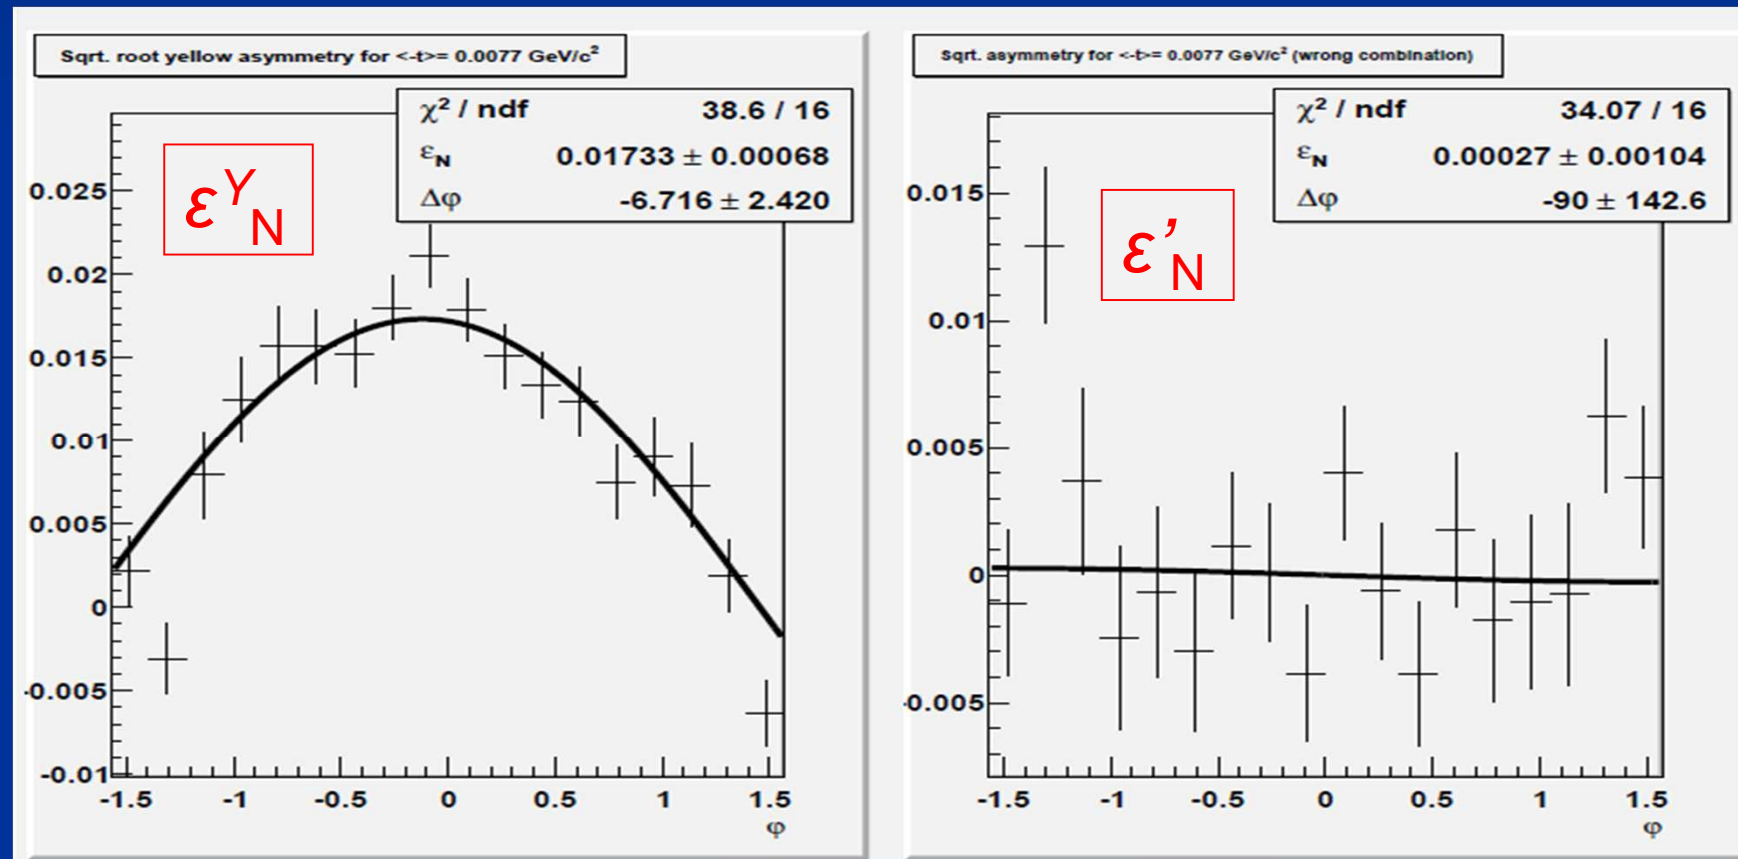 Sqrt. root yellow asymmetry for <-t>= 0.0077 GeV/c²
χ² / ndf 38.6 / 16
εN 0.01733 ± 0.00068
Δφ -6.716 ± 2.420
εYN
0.025
0.02
0.015
0.01
0.005
0
-0.005
-0.01
-1.5 -1 -0.5 0 0.5 1 1.5
φ
Sqrt. asymmetry for <-t>= 0.0077 GeV/c² (wrong combination)
χ² / ndf 34.07 / 16
εN 0.00027 ± 0.00104
Δφ -90 ± 142.6
ε’N
0.015
0.01
0.005
0
-0.005
-1.5 -1 -0.5 0 0.5 1 1.5
φ